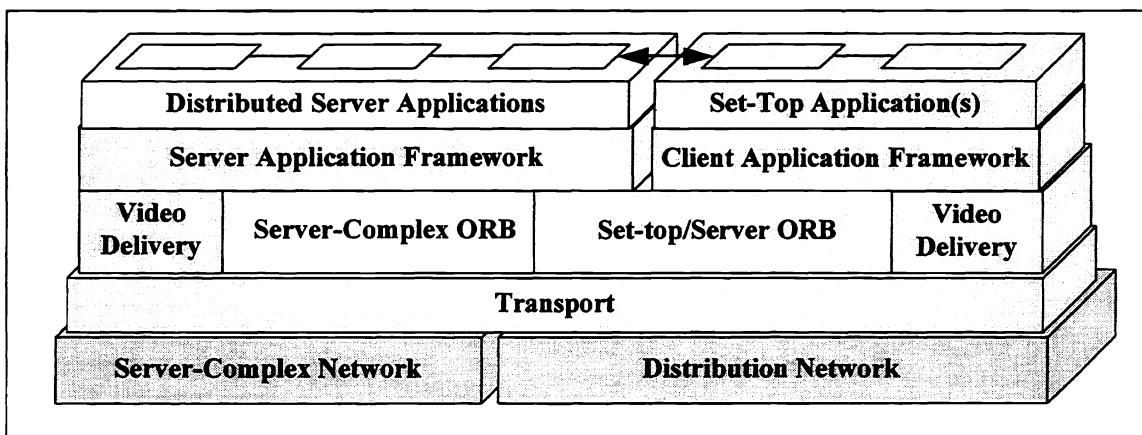 Distributed Server Applications
Set-Top Application(s)
Server Application Framework
Client Application Framework
Video
Delivery
Server-Complex ORB
Set-top/Server ORB
Video
Delivery
Transport
Server-Complex Network
Distribution Network